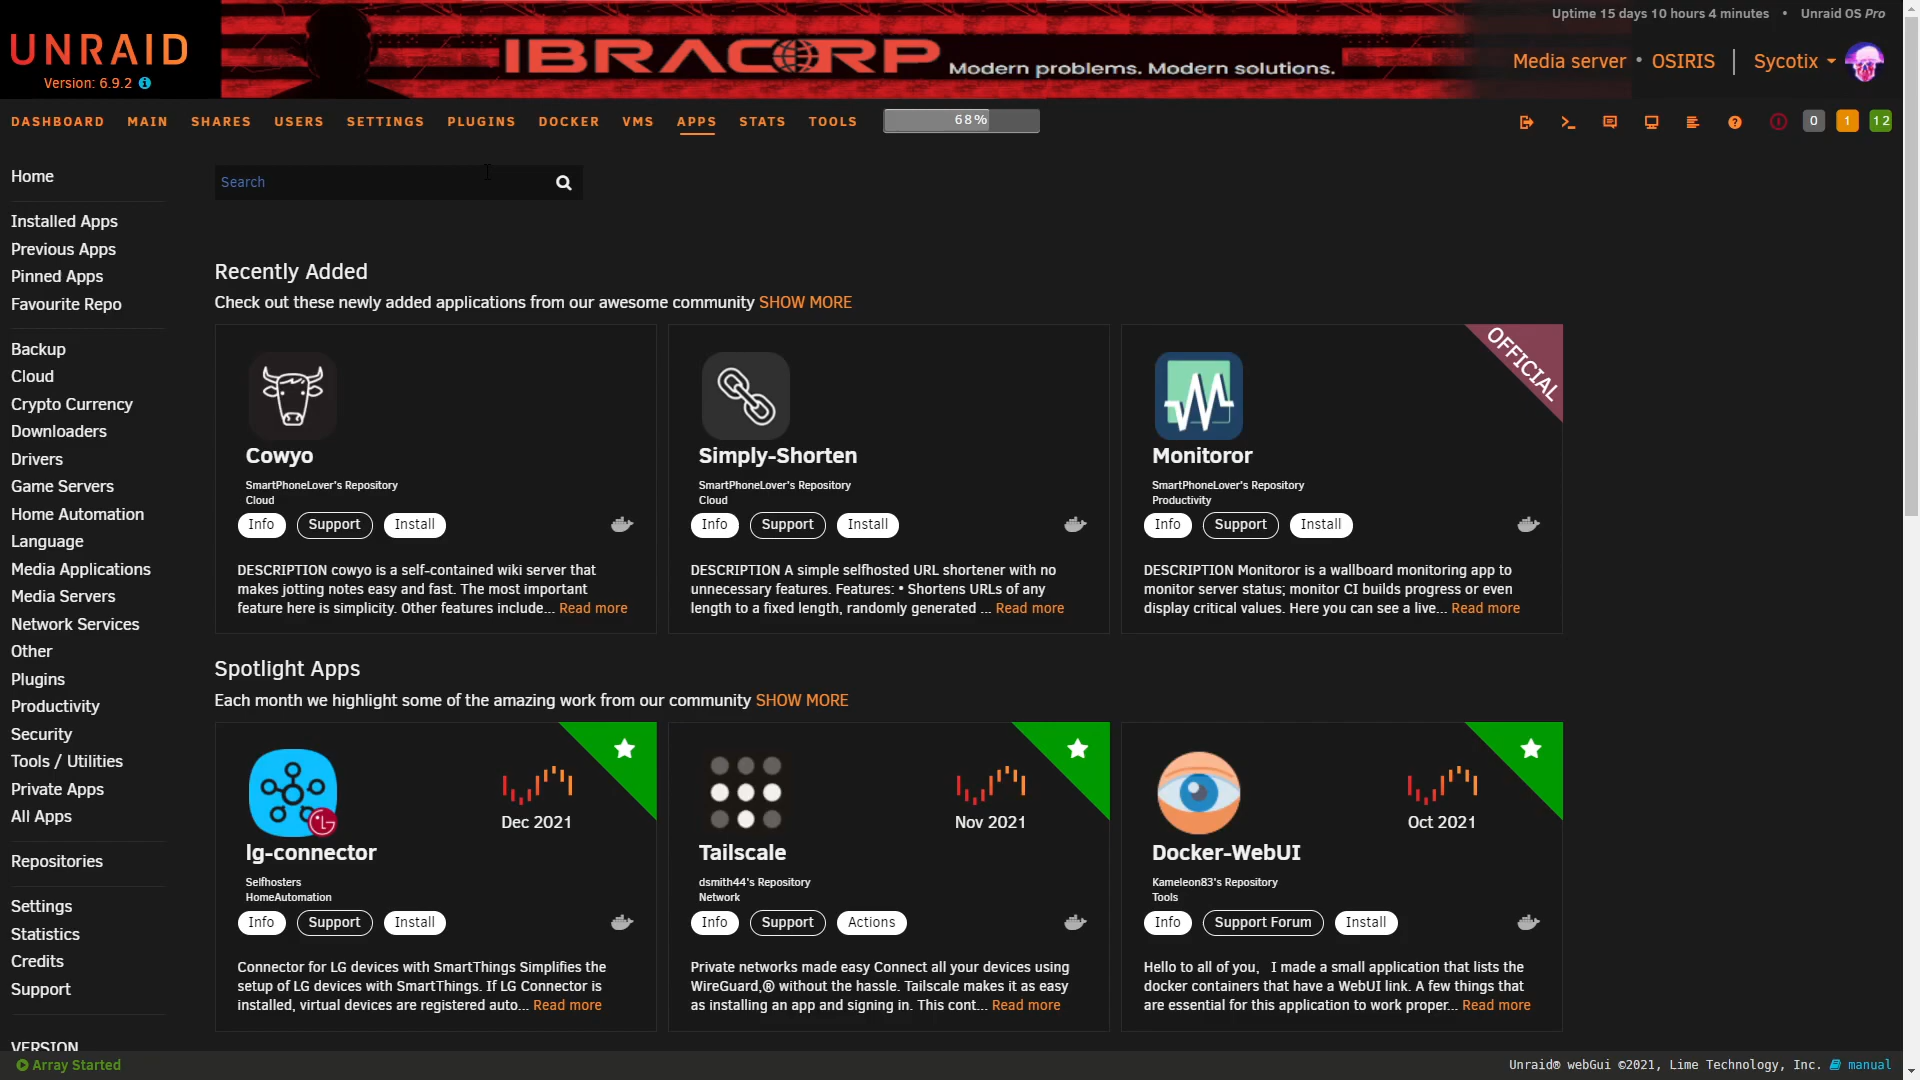 Uptime 15 days 10 hours 4 minutes • Unraid OS Pro
UNRAID
Version: 6.9.2
IBRACORP
Modern problems. Modern solutions.
Media server • OSIRIS | Sycotix
DASHBOARD MAIN SHARES USERS SETTINGS PLUGINS DOCKER VMS APPS STATS TOOLS 68% 0 1 12
Home
Installed Apps
Previous Apps
Pinned Apps
Favourite Repo
Backup
Cloud
Crypto Currency
Downloaders
Drivers
Game Servers
Home Automation
Language
Media Applications
Media Servers
Network Services
Other
Plugins
Productivity
Security
Tools / Utilities
Private Apps
All Apps
Repositories
Settings
Statistics
Credits
Support
VERSION
Search
Recently Added
Check out these newly added applications from our awesome community SHOW MORE
Cowyo
SmartPhoneLover's Repository
Cloud
Info Support Install
DESCRIPTION cowyo is a self-contained wiki server that
makes jotting notes easy and fast. The most important
feature here is simplicity. Other features include... Read more
Simply-Shorten
SmartPhoneLover's Repository
Cloud
Info Support Install
DESCRIPTION A simple selfhosted URL shortener with no
unnecessary features. Features: • Shortens URLs of any
length to a fixed length, randomly generated ... Read more
OFFICIAL
Monitoror
SmartPhoneLover's Repository
Productivity
Info Support Install
DESCRIPTION Monitoror is a wallboard monitoring app to
monitor server status; monitor CI builds progress or even
display critical values. Here you can see a live... Read more
Spotlight Apps
Each month we highlight some of the amazing work from our community SHOW MORE
LG
Dec 2021
lg-connector
Selfhosters
HomeAutomation
Info Support Install
Connector for LG devices with SmartThings Simplifies the
setup of LG devices with SmartThings. If LG Connector is
installed, virtual devices are registered auto... Read more
Nov 2021
Tailscale
dsmith44's Repository
Network
Info Support Actions
Private networks made easy Connect all your devices using
WireGuard,® without the hassle. Tailscale makes it as easy
as installing an app and signing in. This cont... Read more
Oct 2021
Docker-WebUI
Kameleon83's Repository
Tools
Info Support Forum Install
Hello to all of you, I made a small application that lists the
docker containers that have a WebUI link. A few things that
are essential for this application to work proper... Read more
Array Started
Unraid® webGui ©2021, Lime Technology, Inc. manual